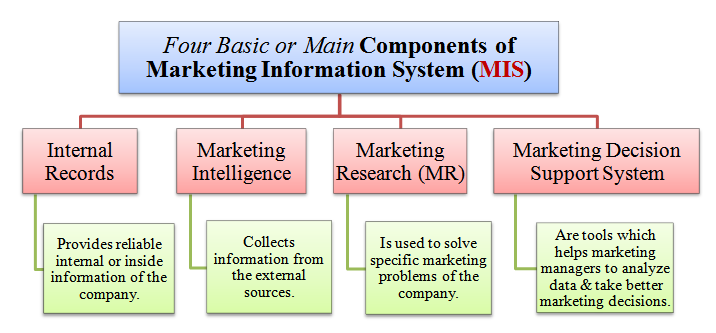 Four Basic or Main Components of
Marketing Information System (MIS)
Internal
Records
Marketing
Intelligence
Marketing
Research (MR)
Marketing Decision
Support System
Provides reliable
internal or inside
information of the
company.
Collects
information from
the external
sources.
Is used to solve
specific marketing
problems of the
company.
Are tools which
helps marketing
managers to analyze
data & take better
marketing decisions.